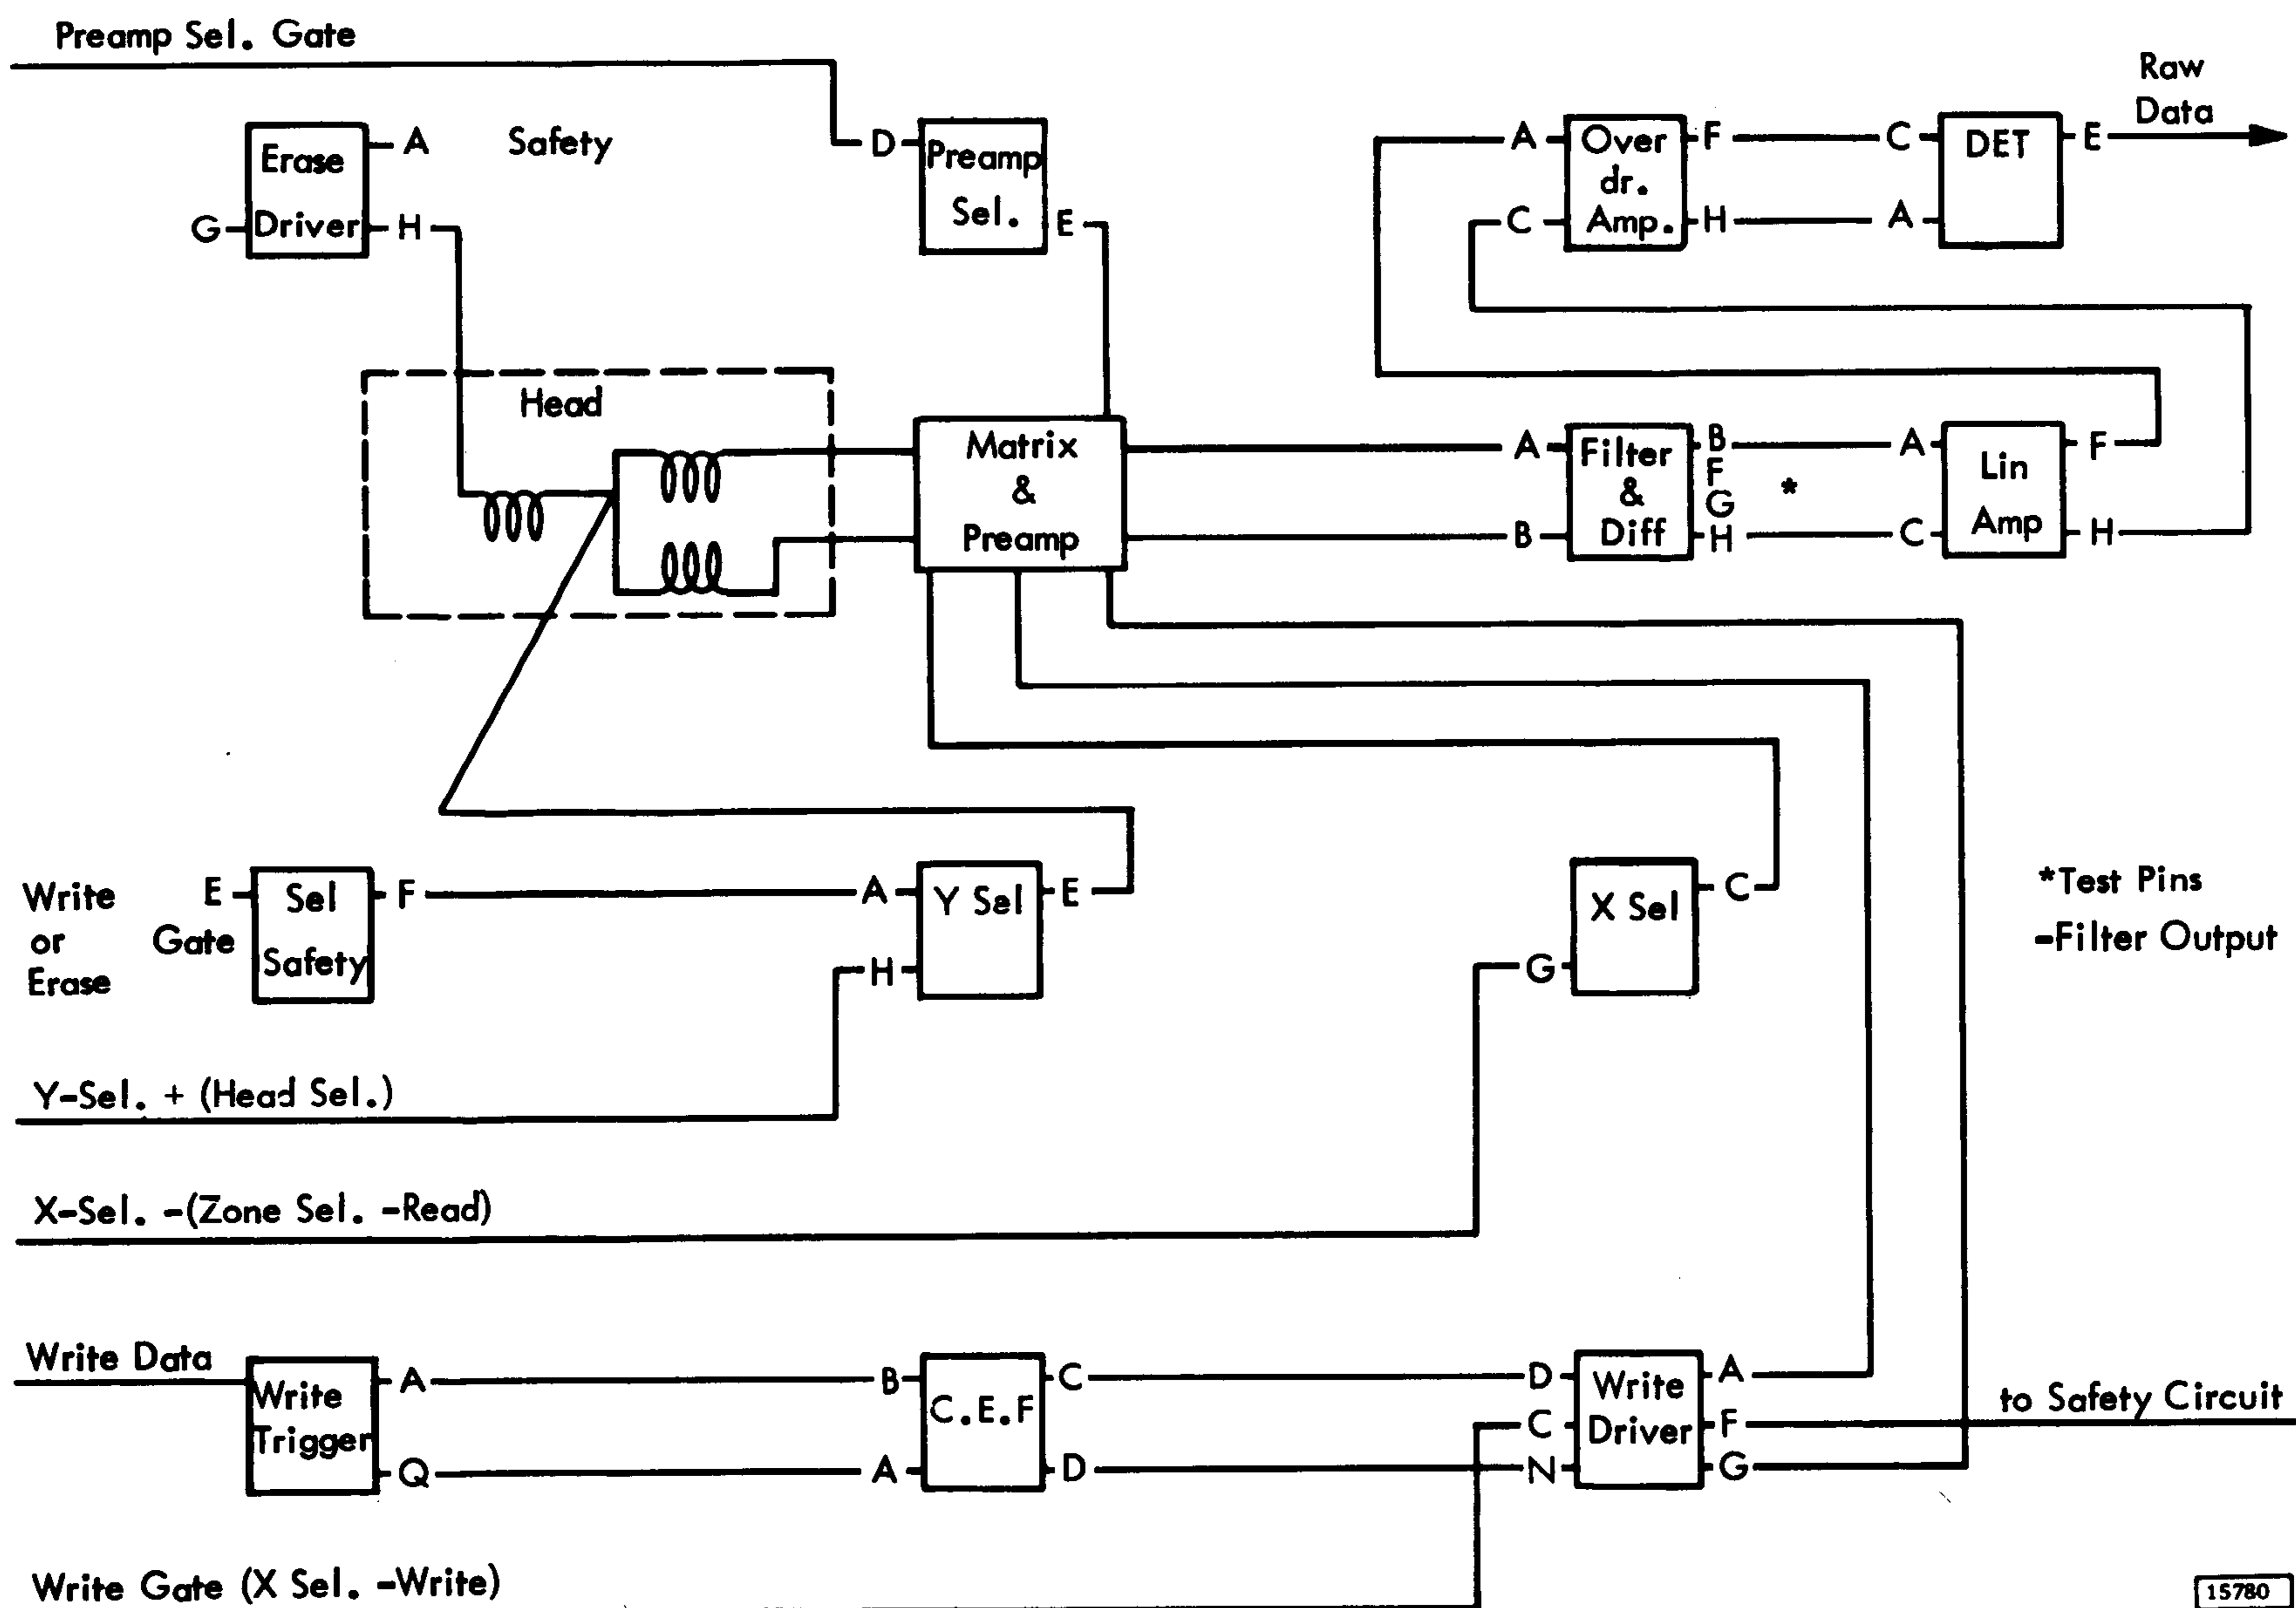 Preamp Sel. Gate
Raw
Data
Erase
Driver
A
G
H
Safety
D
Preamp
Sel.
E
A
C
Over
dr.
Amp.
F
H
C
A
DET
E
Head
Matrix
&
Preamp
A
B
Filter
&
Diff
B
F
G
H
*
A
C
Lin
Amp
F
H
Write
or
Erase
E
Gate
Sel
Safety
F
A
H
Y Sel
E
G
X Sel
C
*Test Pins
-Filter Output
Y-Sel. + (Head Sel.)
X-Sel. -(Zone Sel. -Read)
Write Data
Write
Trigger
A
Q
B
A
C.E.F
C
D
D
C
N
Write
Driver
A
F
G
to Safety Circuit
Write Gate (X Sel. -Write)
15780